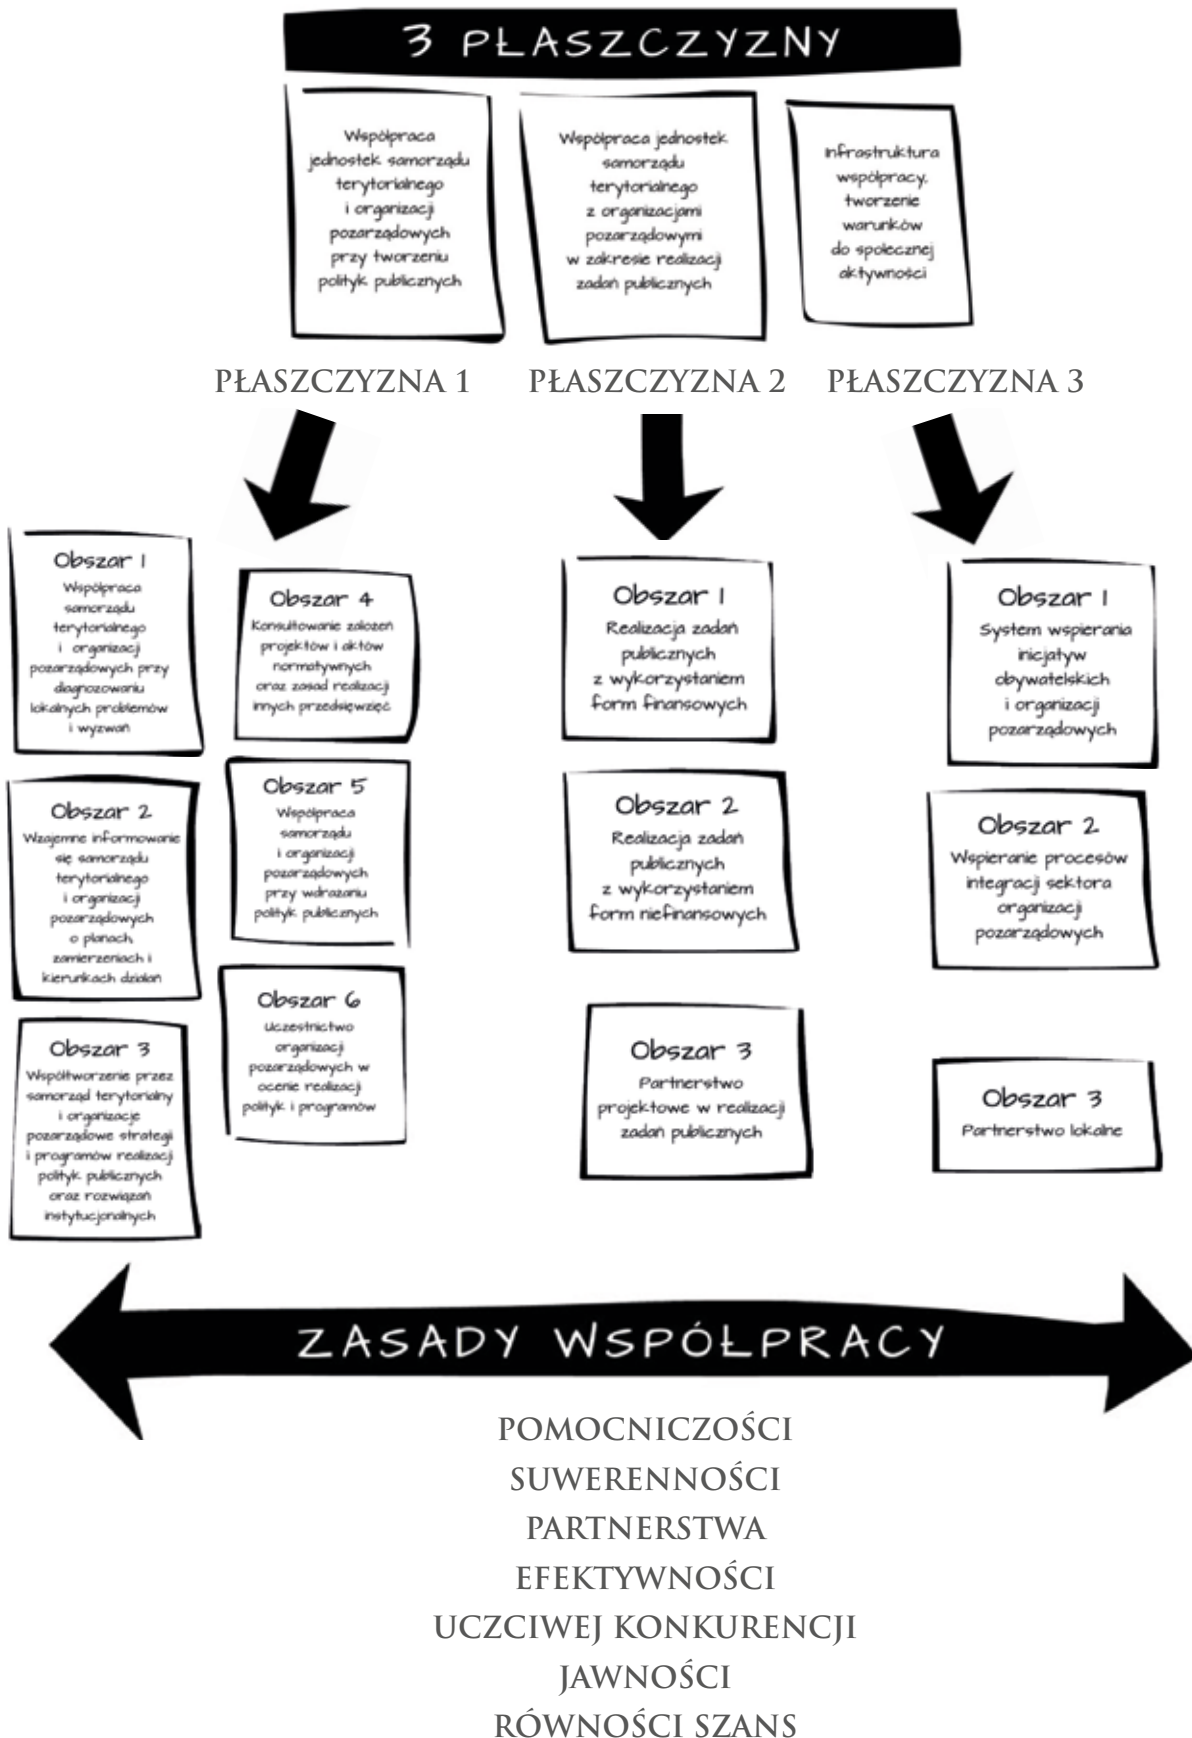 3 PŁASZCZYZNY
Współpraca
jednostek samorządu
terytorialnego
i organizacji
pozarządowych
przy tworzeniu
polityk publicznych
Współpraca jednostek
samorządu
terytorialnego
z organizacjami
pozarządowymi
w zakresie realizacji
zadań publicznych
Infrastruktura
współpracy,
tworzenie
warunków
do społecznej
aktywności
PŁASZCZYZNA 1
PŁASZCZYZNA 2
PŁASZCZYZNA 3
Obszar 1
Współpraca
samorządu
terytorialnego
i organizacji
pozarządowych przy
diagnozowaniu
lokalnych problemów
i wyzwań
Obszar 2
Wzajemne informowanie
się samorządu
terytorialnego
i organizacji
pozarządowych
o planach,
zamierzeniach i
kierunkach działań
Obszar 3
Współtworzenie przez
samorząd terytorialny
i organizacje
pozarządowe strategii
i programów realizacji
polityk publicznych
oraz rozwiązań
instytucjonalnych
Obszar 4
Konsultowanie założeń
projektów i aktów
normatywnych
oraz zasad realizacji
innych przedsięwzięć
Obszar 5
Współpraca
samorządu
i organizacji
pozarządowych
przy wdrażaniu
polityk publicznych
Obszar 6
Uczestnictwo
organizacji
pozarządowych w
ocenie realizacji
polityk i programów
Obszar 1
Realizacja zadań
publicznych
z wykorzystaniem
form finansowych
Obszar 2
Realizacja zadań
publicznych
z wykorzystaniem
form niefinansowych
Obszar 3
Partnerstwo
projektowe w realizacji
zadań publicznych
Obszar 1
System wspierania
inicjatyw
obywatelskich
i organizacji
pozarządowych
Obszar 2
Wspieranie procesów
integracji sektora
organizacji
pozarządowych
Obszar 3
Partnerstwo lokalne
ZASADY WSPÓŁPRACY
POMOCNICZOŚCI
SUWERENNOŚCI
PARTNERSTWA
EFEKTYWNOŚCI
UCZCIWEJ KONKURENCJI
JAWNOŚCI
RÓWNOŚCI SZANS